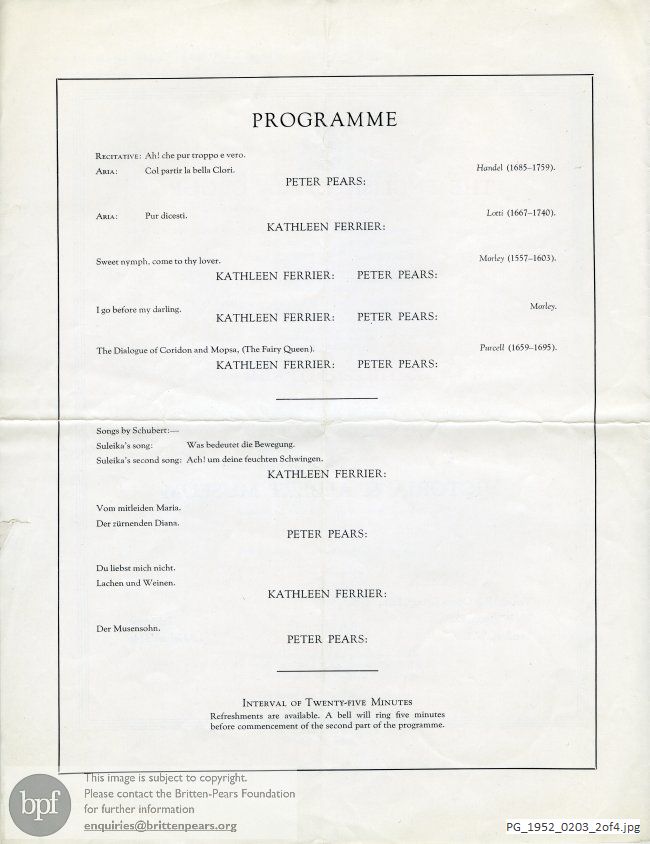 PROGRAMME
RECITATIVE: Ah! che pur troppo e vero.
ARIA: Col partir la bella Clori. Handel (1685–1759).
PETER PEARS:
ARIA: Pur dicesti. Lotti (1667–1740).
KATHLEEN FERRIER:
Sweet nymph, come to thy lover. Morley (1557–1603).
KATHLEEN FERRIER: PETER PEARS:
I go before my darling. Morley.
KATHLEEN FERRIER: PETER PEARS:
The Dialogue of Coridon and Mopsa, (The Fairy Queen). Purcell (1659–1695).
KATHLEEN FERRIER: PETER PEARS:
Songs by Schubert:—
Suleika's song: Was bedeutet die Bewegung.
Suleika's second song: Ach! um deine feuchten Schwingen.
KATHLEEN FERRIER:
Vom mitleiden Maria.
Der zürnenden Diana.
PETER PEARS:
Du liebst mich nicht.
Lachen und Weinen.
KATHLEEN FERRIER:
Der Musensohn.
PETER PEARS:
INTERVAL OF TWENTY-FIVE MINUTES
Refreshments are available. A bell will ring five minutes
before commencement of the second part of the programme.
bpf
This image is subject to copyright.
Please contact the Britten-Pears Foundation
for further information
enquiries@brittenpears.org
PG_1952_0203_2of4.jpg